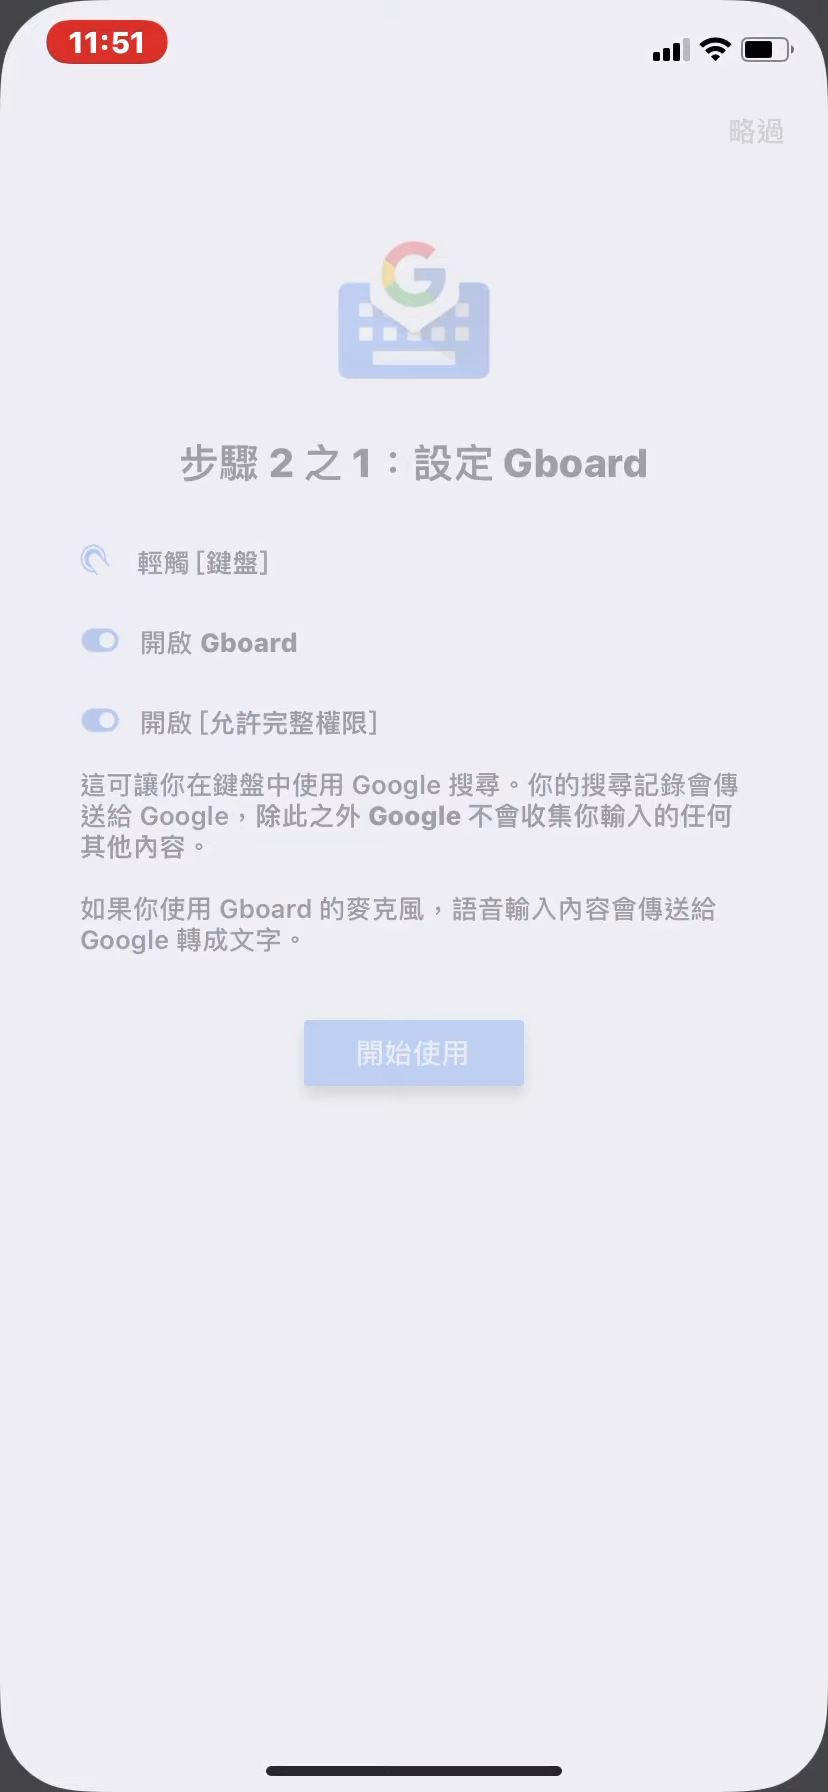 11:51
略過
步驟 2 之 1：設定 Gboard
輕觸 [鍵盤]
開啟 Gboard
開啟 [允許完整權限]
這可讓你在鍵盤中使用 Google 搜尋。你的搜尋記錄會傳
送給 Google，除此之外 Google 不會收集你輸入的任何
其他內容。
如果你使用 Gboard 的麥克風，語音輸入內容會傳送給
Google 轉成文字。
開始使用